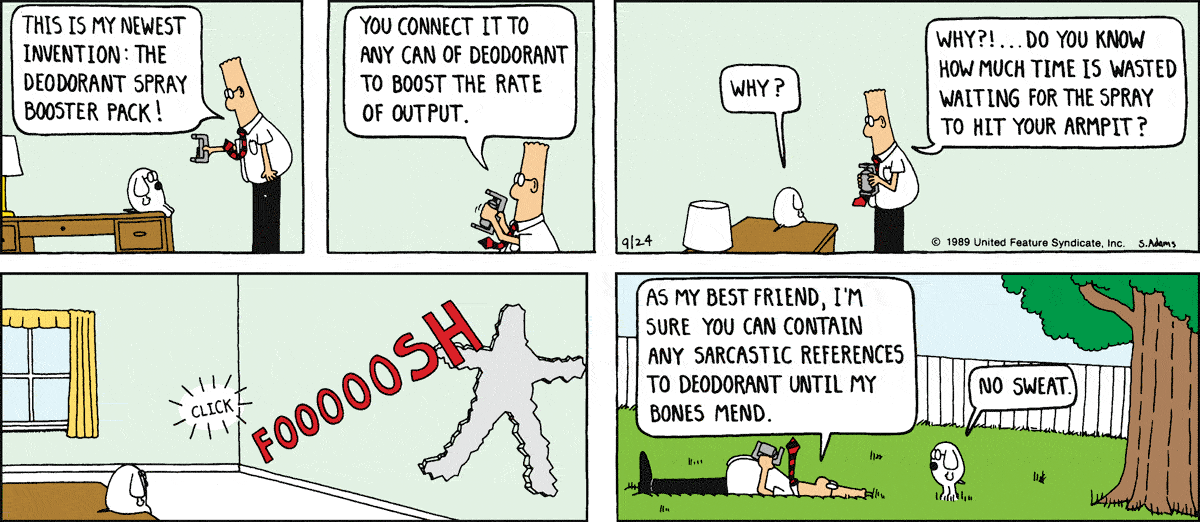 THIS IS MY NEWEST
INVENTION: THE
DEODORANT SPRAY
BOOSTER PACK!
YOU CONNECT IT TO
ANY CAN OF DEODORANT
TO BOOST THE RATE
OF OUTPUT.
WHY?
WHY?!...DO YOU KNOW
HOW MUCH TIME IS WASTED
WAITING FOR THE SPRAY
TO HIT YOUR ARMPIT?
9/24
© 1989 United Feature Syndicate, Inc.
S.Adams
CLICK
FOOOOOSH
AS MY BEST FRIEND, I'M
SURE YOU CAN CONTAIN
ANY SARCASTIC REFERENCES
TO DEODORANT UNTIL MY
BONES MEND.
NO SWEAT.